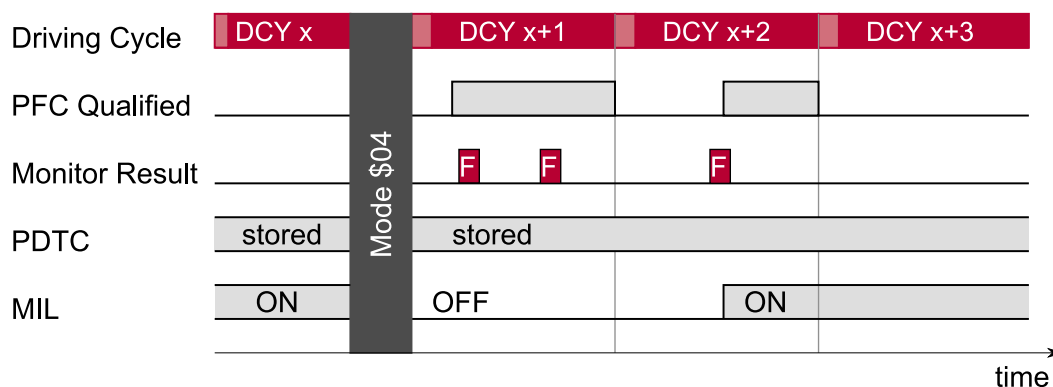 Driving Cycle DCY x DCY x+1 DCY x+2 DCY x+3
PFC Qualified
Mode $04
Monitor Result F F F
PDTC stored stored
MIL ON OFF ON
time